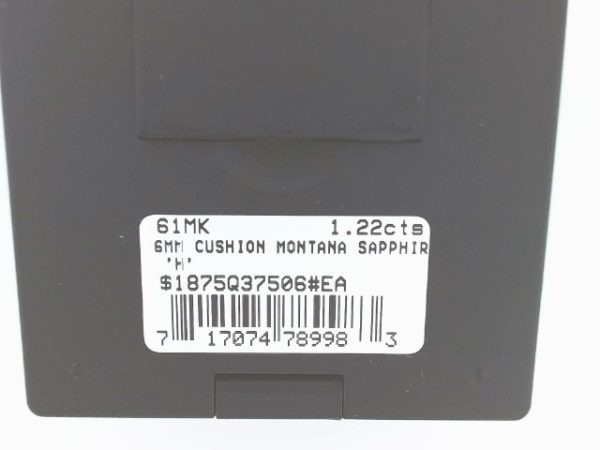 61MK 1.22cts
6MM CUSHION MONTANA SAPPHIR
'H'
$1875Q37506#EA
7 17074 78998 3